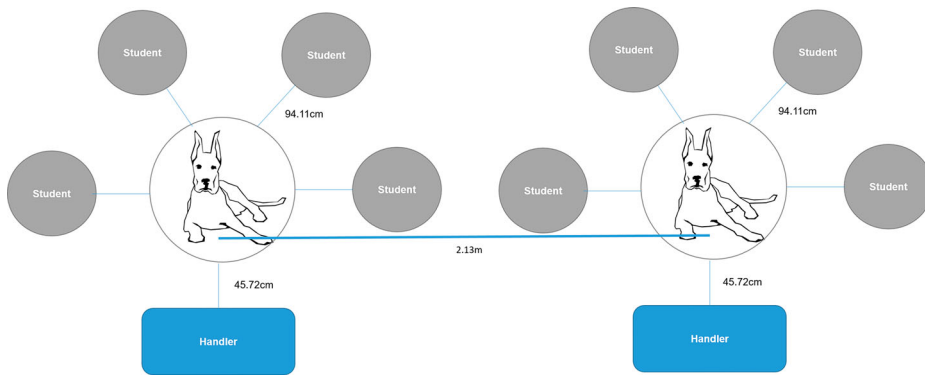 Student
Student
Student
Student
94.11cm
94.11cm
Student
Student
Student
Student
2.13m
45.72cm
45.72cm
Handler
Handler